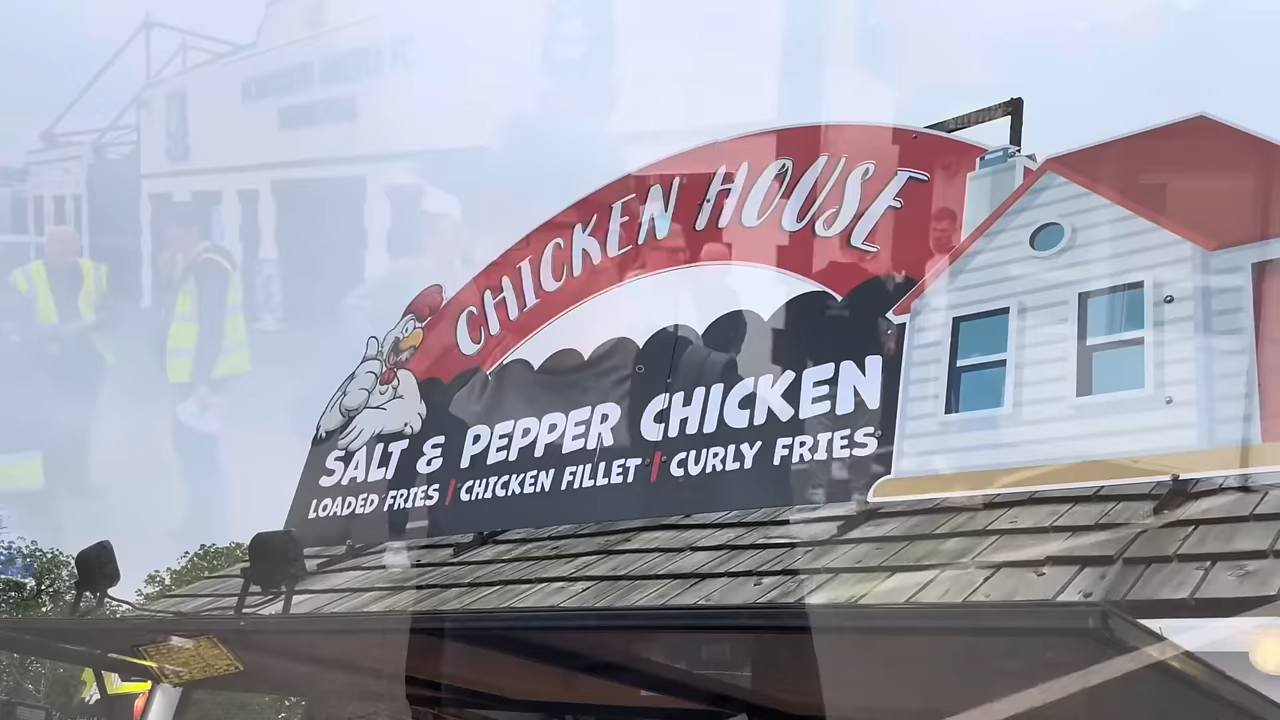 CHICKEN HOUSE
SALT & PEPPER CHICKEN
LOADED FRIES | CHICKEN FILLET | CURLY FRIES